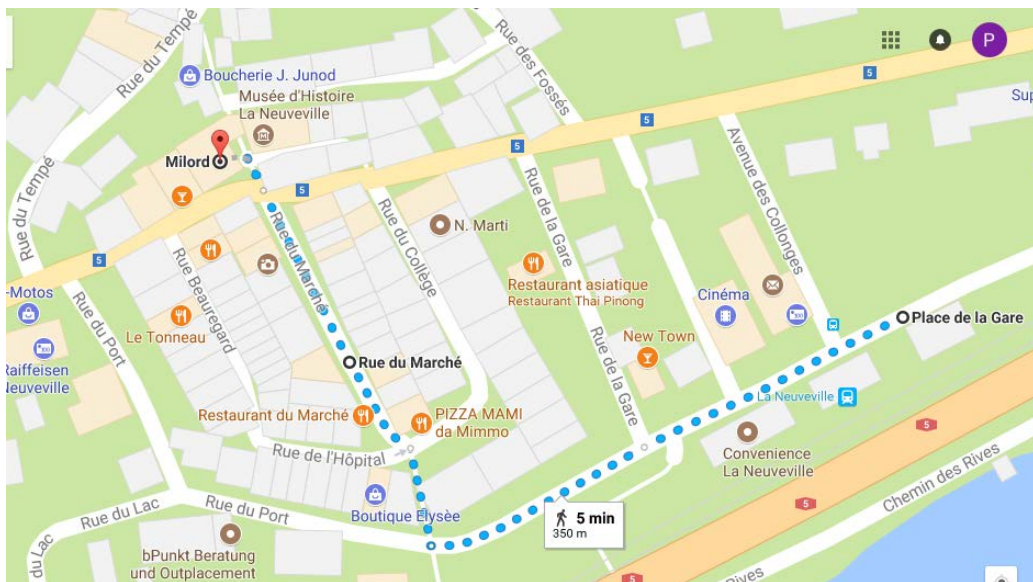 Rue du Tempé
Rue des Fossés
P
Boucherie J. Junod
5
Musée d'Histoire
La Neuveville
5
Milord
5
5
Avenue des Collonges
Rue du Tempé
Rue du Marché
Rue du Collège
N. Marti
Rue de la Gare
5
-Motos
Rue Beauregard
Restaurant asiatique
Restaurant Thai Pinong
Cinéma
Place de la Gare
Le Tonneau
Rue du Port
New Town
Rue du Marché
Raiffeisen
Neuveville
Rue de la Gare
La Neuveville
Restaurant du Marché
PIZZA MAMI
da Mimmo
5
Rue de l'Hôpital
Convenience
La Neuveville
Chemin des Rives
Rue du Lac
Rue du Port
Boutique Elysèe
5 min
350 m
5
du Lac
bPunkt Beratung
und Outplacement
5
Rives